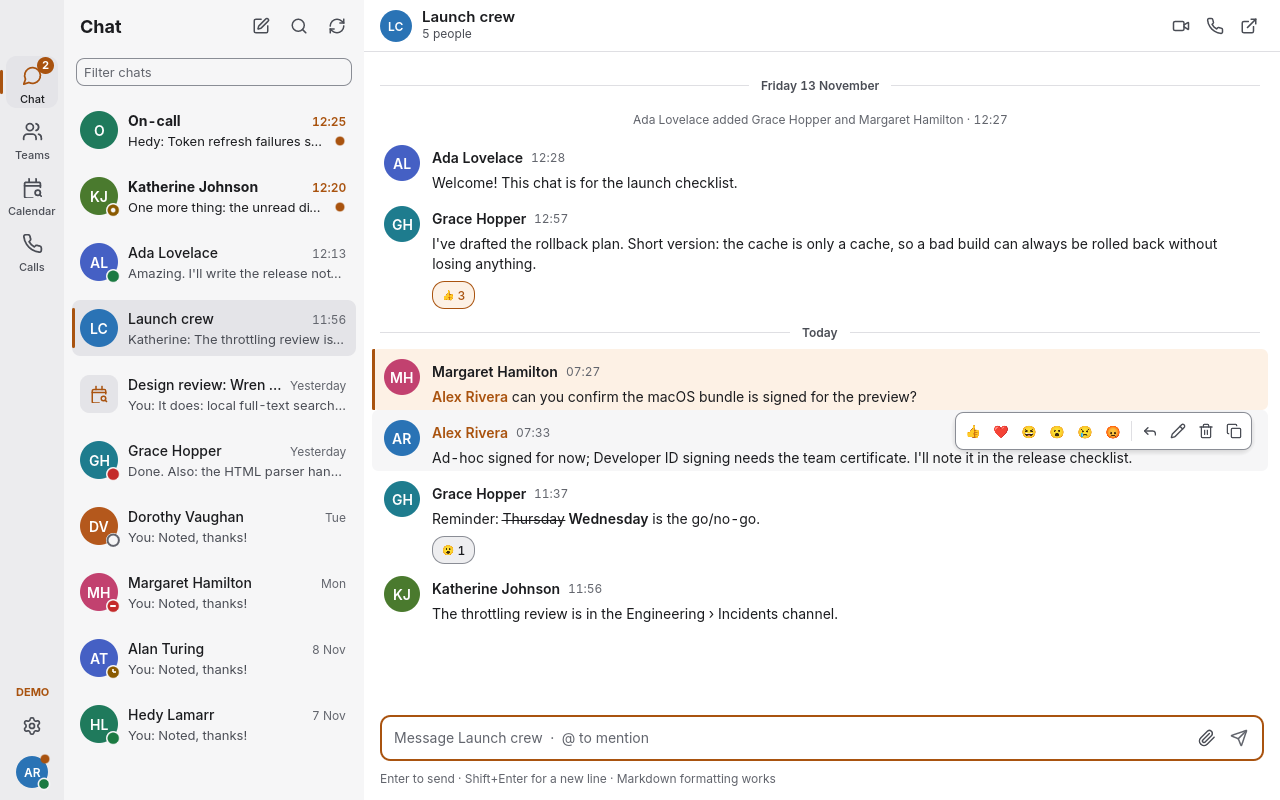 2
Chat
Teams
Calendar
Calls
DEMO
AR
Chat
Filter chats
O
On-call
12:25
Hedy: Token refresh failures s...
KJ
Katherine Johnson
12:20
One more thing: the unread di...
AL
Ada Lovelace
12:13
Amazing. I'll write the release not...
LC
Launch crew
11:56
Katherine: The throttling review is...
Design review: Wren ...
Yesterday
You: It does: local full-text search...
GH
Grace Hopper
Yesterday
Done. Also: the HTML parser han...
DV
Dorothy Vaughan
Tue
You: Noted, thanks!
MH
Margaret Hamilton
Mon
You: Noted, thanks!
AT
Alan Turing
8 Nov
You: Noted, thanks!
HL
Hedy Lamarr
7 Nov
You: Noted, thanks!
LC
Launch crew
5 people
Friday 13 November
Ada Lovelace added Grace Hopper and Margaret Hamilton · 12:27
AL
Ada Lovelace 12:28
Welcome! This chat is for the launch checklist.
GH
Grace Hopper 12:57
I've drafted the rollback plan. Short version: the cache is only a cache, so a bad build can always be rolled back without
losing anything.
👍 3
Today
MH
Margaret Hamilton 07:27
Alex Rivera can you confirm the macOS bundle is signed for the preview?
AR
Alex Rivera 07:33
👍 ❤️ 😆 😮 😢 😡
Ad-hoc signed for now; Developer ID signing needs the team certificate. I'll note it in the release checklist.
GH
Grace Hopper 11:37
Reminder: Thursday Wednesday is the go/no-go.
😮 1
KJ
Katherine Johnson 11:56
The throttling review is in the Engineering › Incidents channel.
Message Launch crew · @ to mention
Enter to send · Shift+Enter for a new line · Markdown formatting works